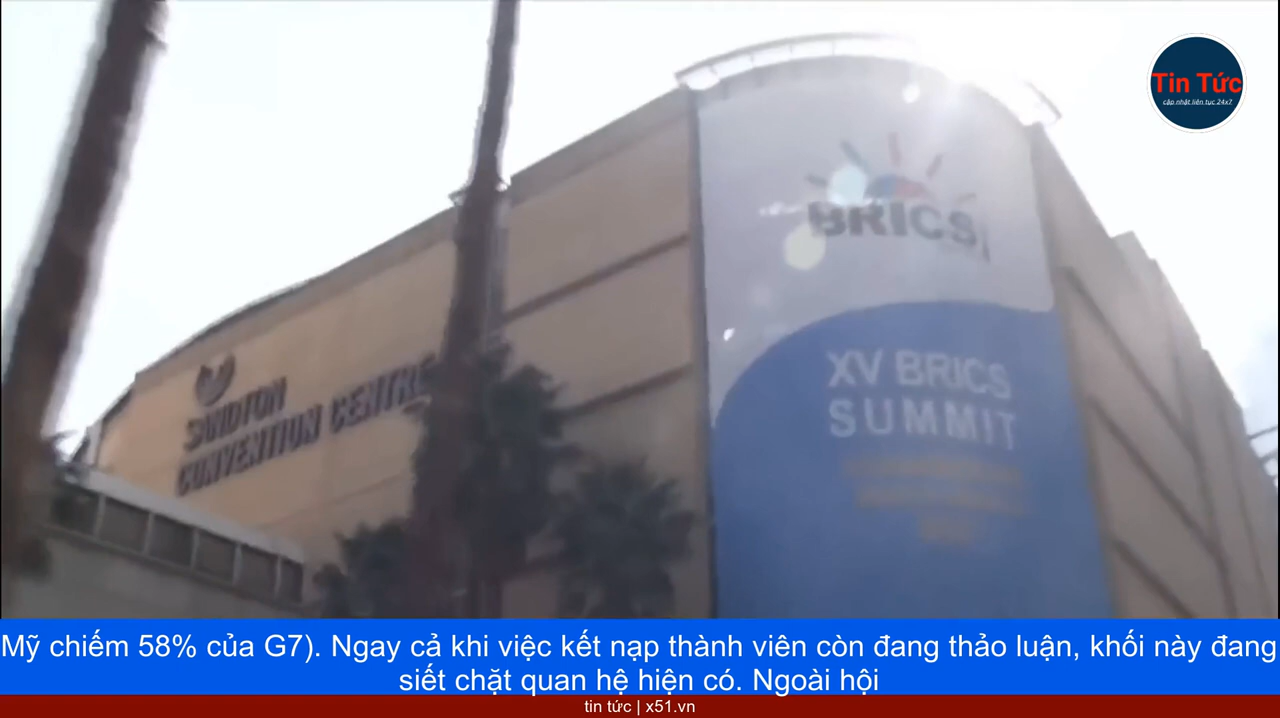 Tin Tức
cập nhật liên tục 24x7
BRICS
XV BRICS
SUMMIT
SANDTON
CONVENTION CENTRE
Mỹ chiếm 58% của G7). Ngay cả khi việc kết nạp thành viên còn đang thảo luận, khối này đang
siết chặt quan hệ hiện có. Ngoài hội
tin tức | x51.vn